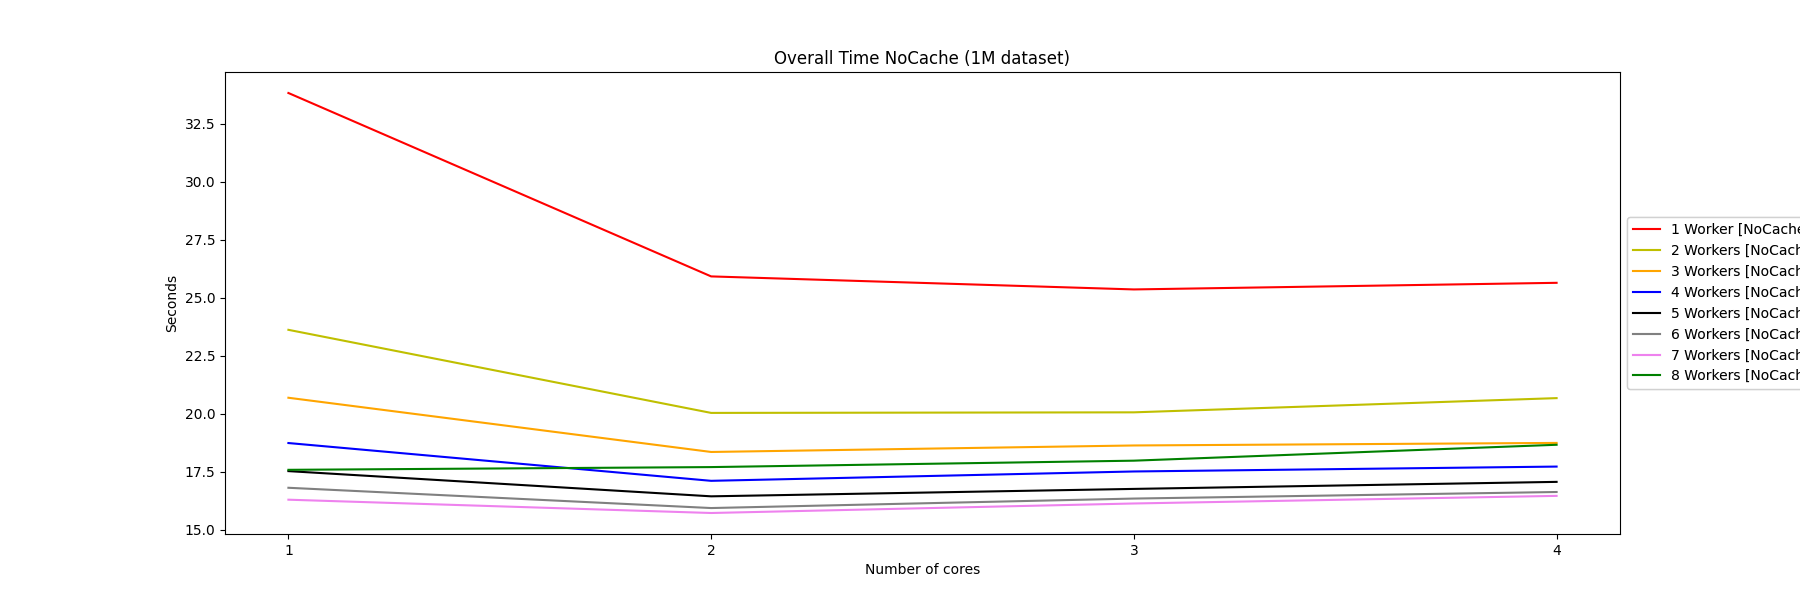 Overall Time NoCache (1M dataset)
32.5
30.0
27.5
25.0
22.5
20.0
17.5
15.0
Seconds
1 2 3 4
Number of cores
1 Worker [NoCache
2 Workers [NoCach
3 Workers [NoCach
4 Workers [NoCach
5 Workers [NoCach
6 Workers [NoCach
7 Workers [NoCach
8 Workers [NoCach